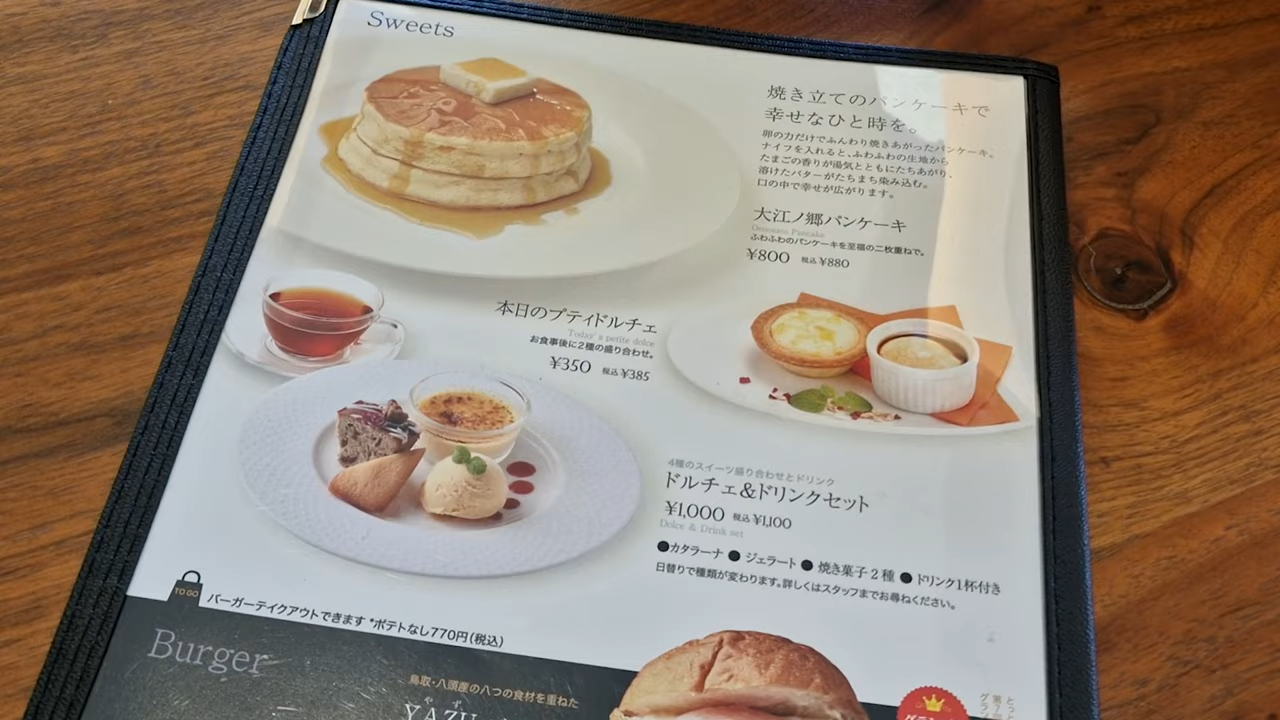 Sweets
焼き立てのパンケーキで
幸せなひと時を。
卵の力だけでふんわり焼きあがったパンケーキ。
ナイフを入れると、ふわふわの生地から
たまごの香りが湯気とともにたちあがり、
溶けたバターがたちまち染み込む。
口の中で幸せが広がります。
大江ノ郷パンケーキ
Oenosato Pancake
ふわふわのパンケーキを至福の二枚重ねで。
¥800 税込¥880
本日のプティドルチェ
Today's petite dolce
お食事後に2種の盛り合わせ。
¥350 税込¥385
4種のスイーツ盛り合わせとドリンク
ドルチェ&ドリンクセット
¥1,000 税込¥1,100
Dolce & Drink set
●カタラーナ ● ジェラート ● 焼き菓子2種 ● ドリンク1杯付き
日替りで種類が変わります。詳しくはスタッフまでお尋ねください。
TO GO
バーガーテイクアウトできます *ポテトなし770円(税込)
Burger
鳥取・八頭産の八つの食材を重ねた